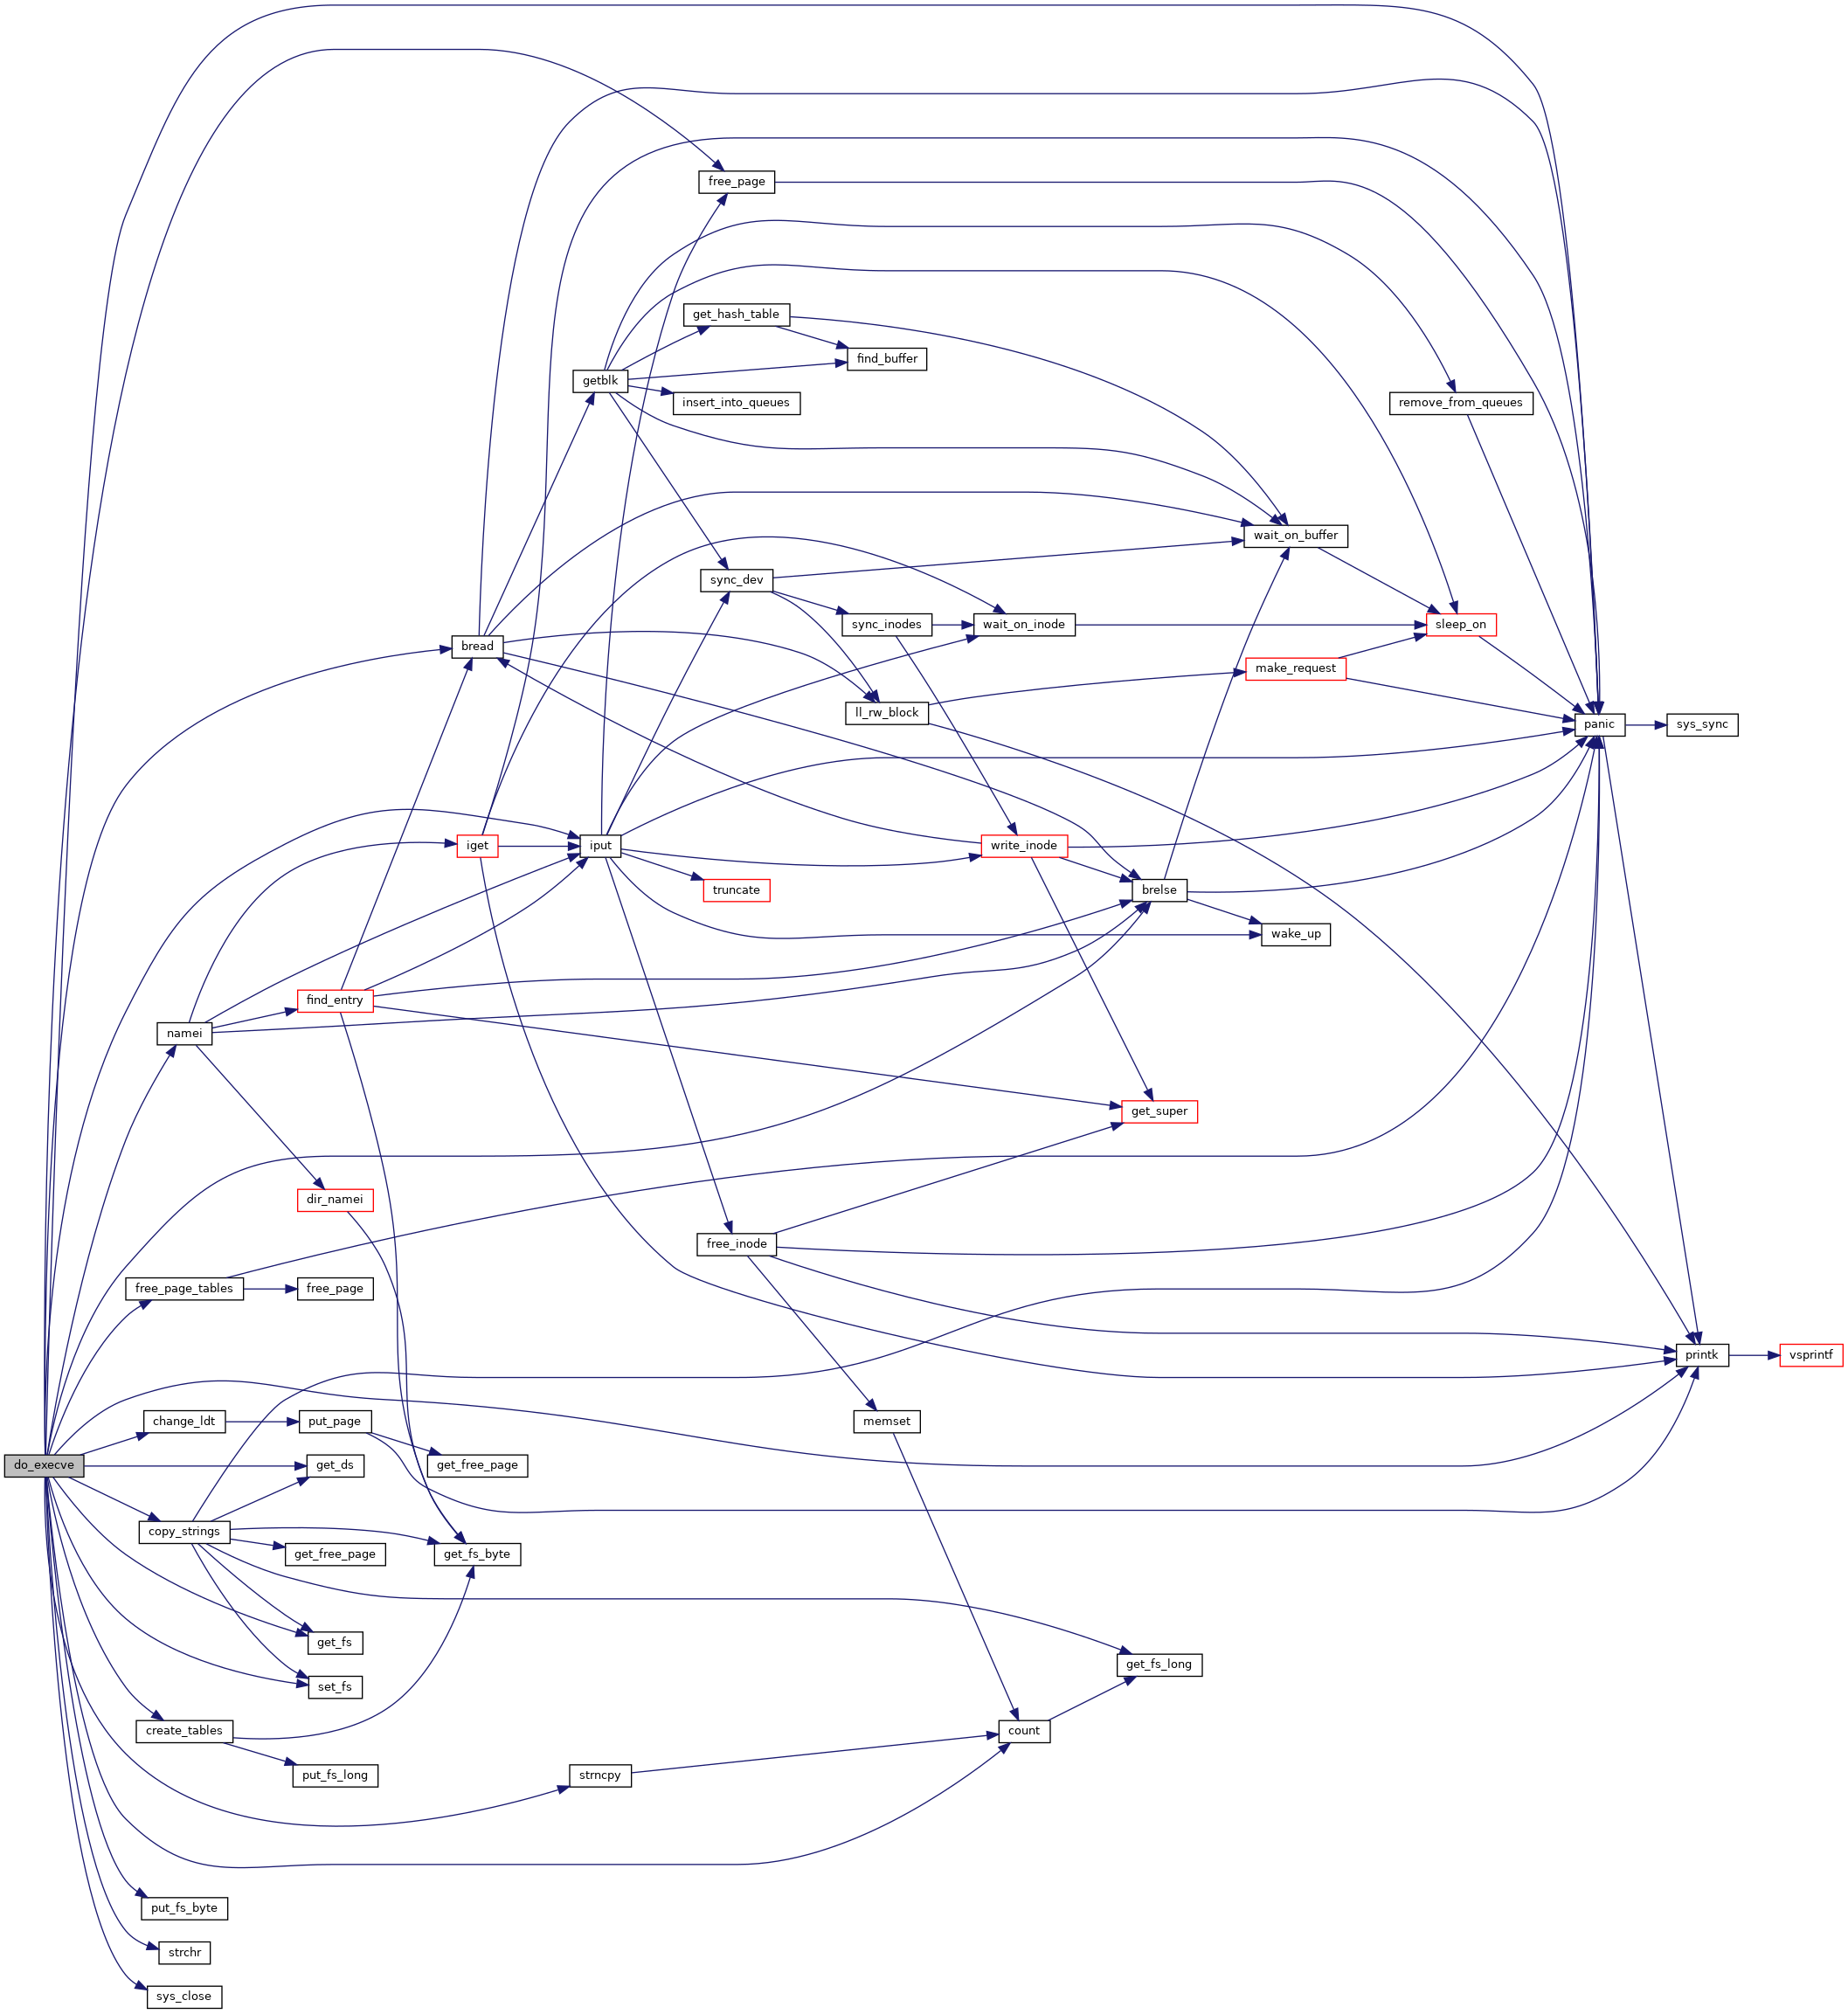 free_page
get_hash_table
find_buffer
getblk
insert_into_queues
remove_from_queues
wait_on_buffer
sync_dev
sync_inodes
wait_on_inode
sleep_on
bread
make_request
ll_rw_block
panic
sys_sync
iget
iput
write_inode
truncate
brelse
wake_up
find_entry
namei
get_super
dir_namei
free_inode
free_page_tables
free_page
printk
vsprintf
change_ldt
put_page
memset
do_execve
get_ds
get_free_page
copy_strings
get_free_page
get_fs_byte
get_fs
get_fs_long
set_fs
create_tables
count
put_fs_long
strncpy
put_fs_byte
strchr
sys_close